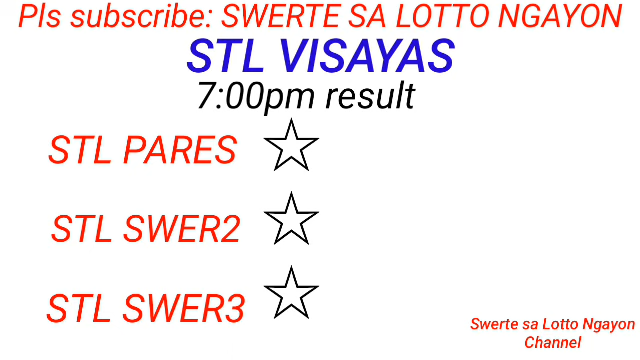 Pls subscribe: SWERTE SA LOTTO NGAYON
STL VISAYAS
7:00pm result
STL PARES
STL SWER2
STL SWER3
Swerte sa Lotto Ngayon
Channel